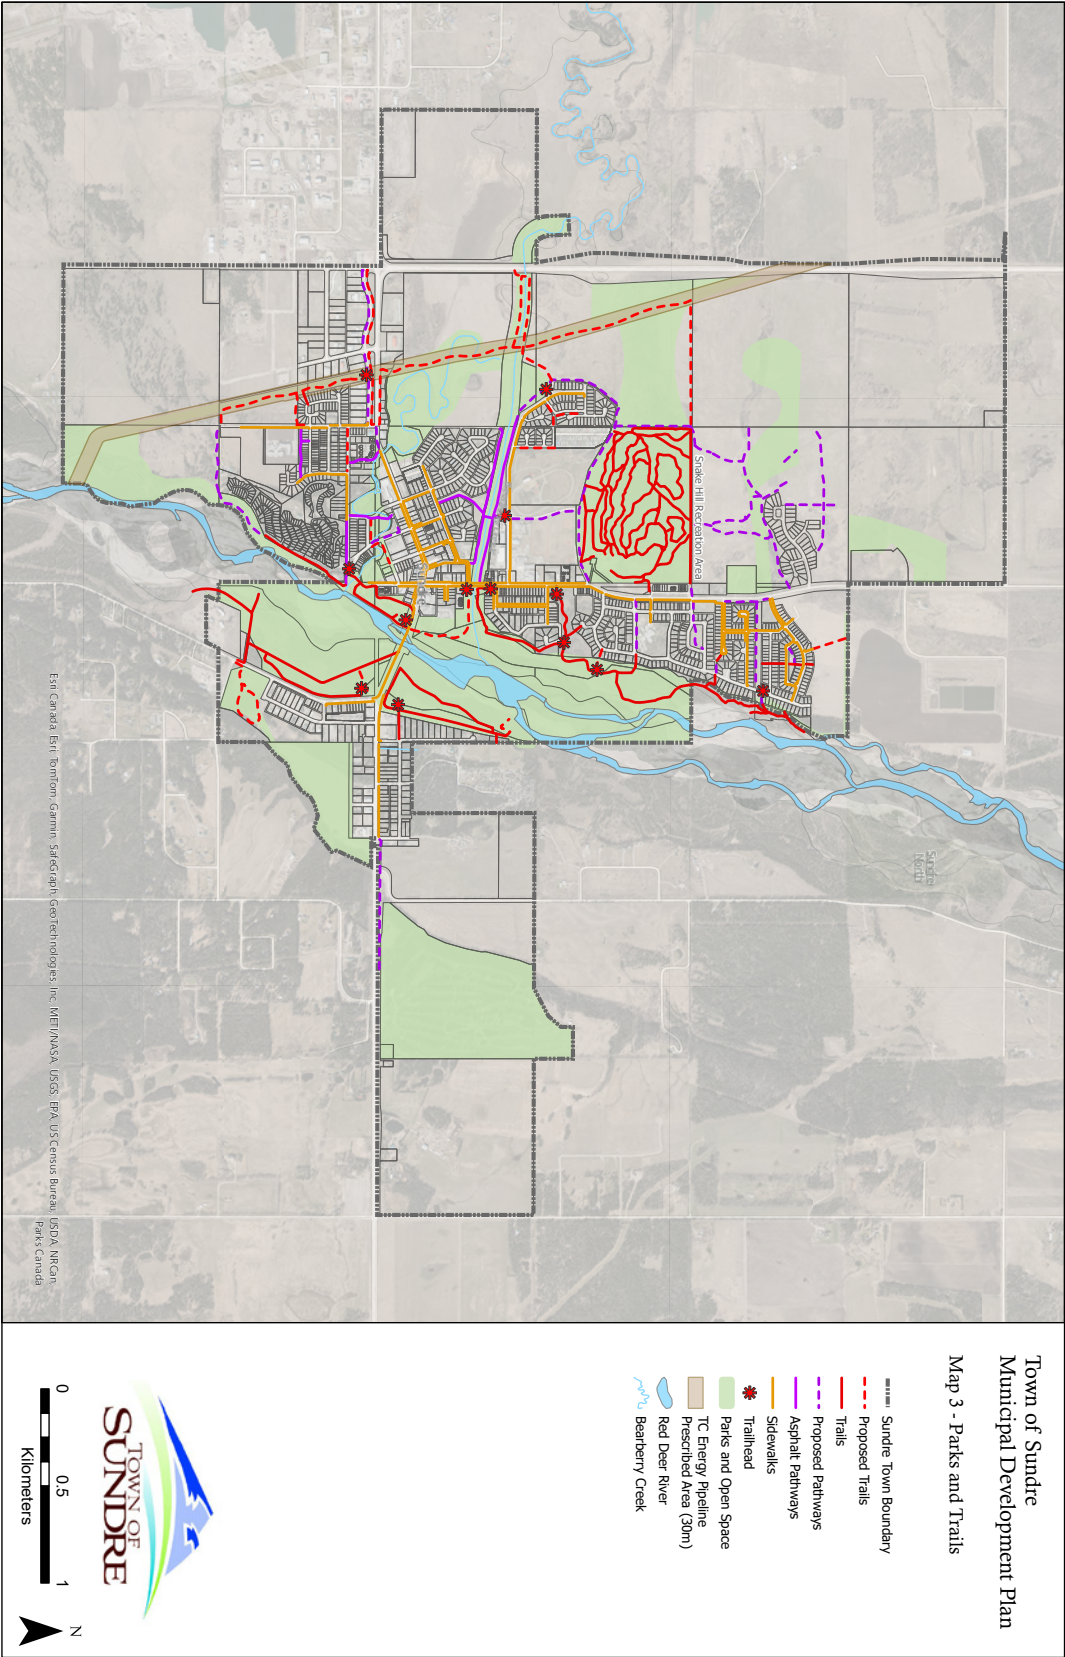 Town of Sundre
Municipal Development Plan
Map 3 - Parks and Trails
Sundre Town Boundary
Proposed Trails
Trails
Proposed Pathways
Asphalt Pathways
Sidewalks
Trailhead
Parks and Open Space
TC Energy Pipeline
Prescribed Area (30m)
Red Deer River
Bearberry Creek
TOWN OF
SUNDRE
0 0.5 1
Kilometers
N
Snake Hill Recreation Area
Sundre
North
Esri Canada, Esri, TomTom, Garmin, SafeGraph, GeoTechnologies, Inc, METI/NASA, USGS, EPA, US Census Bureau, USDA, NRCan,
Parks Canada